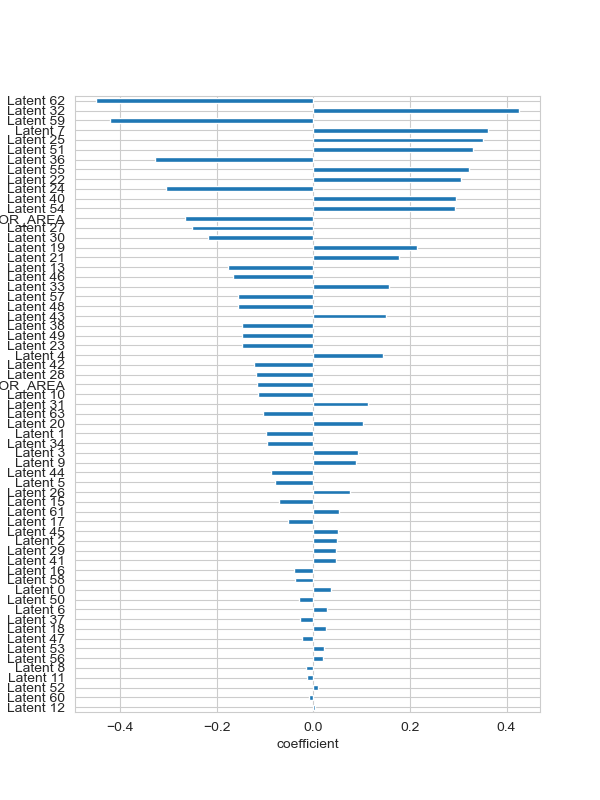 Latent 62
Latent 32
Latent 59
Latent 7
Latent 25
Latent 51
Latent 36
Latent 55
Latent 22
Latent 24
Latent 40
Latent 54
OR_AREA
Latent 27
Latent 30
Latent 19
Latent 21
Latent 13
Latent 46
Latent 33
Latent 57
Latent 48
Latent 43
Latent 38
Latent 49
Latent 23
Latent 4
Latent 42
Latent 28
OR_AREA
Latent 10
Latent 31
Latent 63
Latent 20
Latent 1
Latent 34
Latent 3
Latent 9
Latent 44
Latent 5
Latent 26
Latent 15
Latent 61
Latent 17
Latent 45
Latent 2
Latent 29
Latent 41
Latent 16
Latent 58
Latent 0
Latent 50
Latent 6
Latent 37
Latent 18
Latent 47
Latent 53
Latent 56
Latent 8
Latent 11
Latent 52
Latent 60
Latent 12
−0.4 −0.2 0.0 0.2 0.4
coefficient